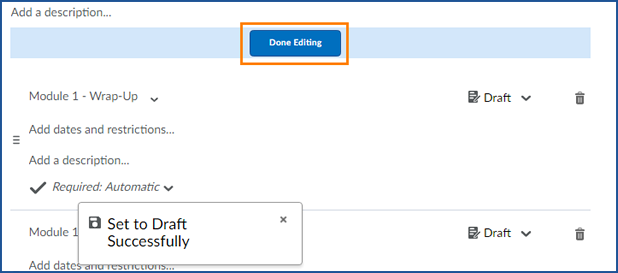 Add a description...
Done Editing
Module 1 - Wrap-Up
Draft
Add dates and restrictions...
Add a description...
Required: Automatic
Set to Draft
Successfully
Module 1
Draft
Add dates and restrictions...